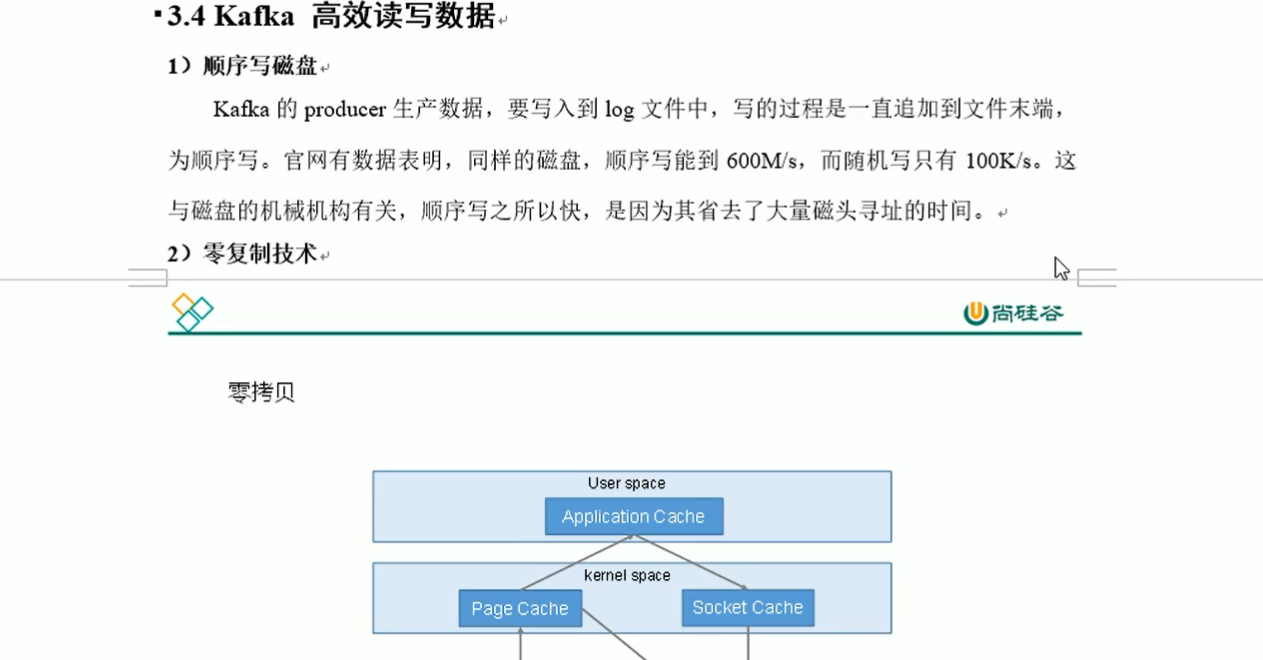 3.4 Kafka 高效读写数据
1）顺序写磁盘
Kafka 的 producer 生产数据，要写入到 log 文件中，写的过程是一直追加到文件末端，
为顺序写。官网有数据表明，同样的磁盘，顺序写能到 600M/s，而随机写只有 100K/s。这
与磁盘的机械机构有关，顺序写之所以快，是因为其省去了大量磁头寻址的时间。
2）零复制技术
尚硅谷
零拷贝
User space
Application Cache
kernel space
Page Cache
Socket Cache